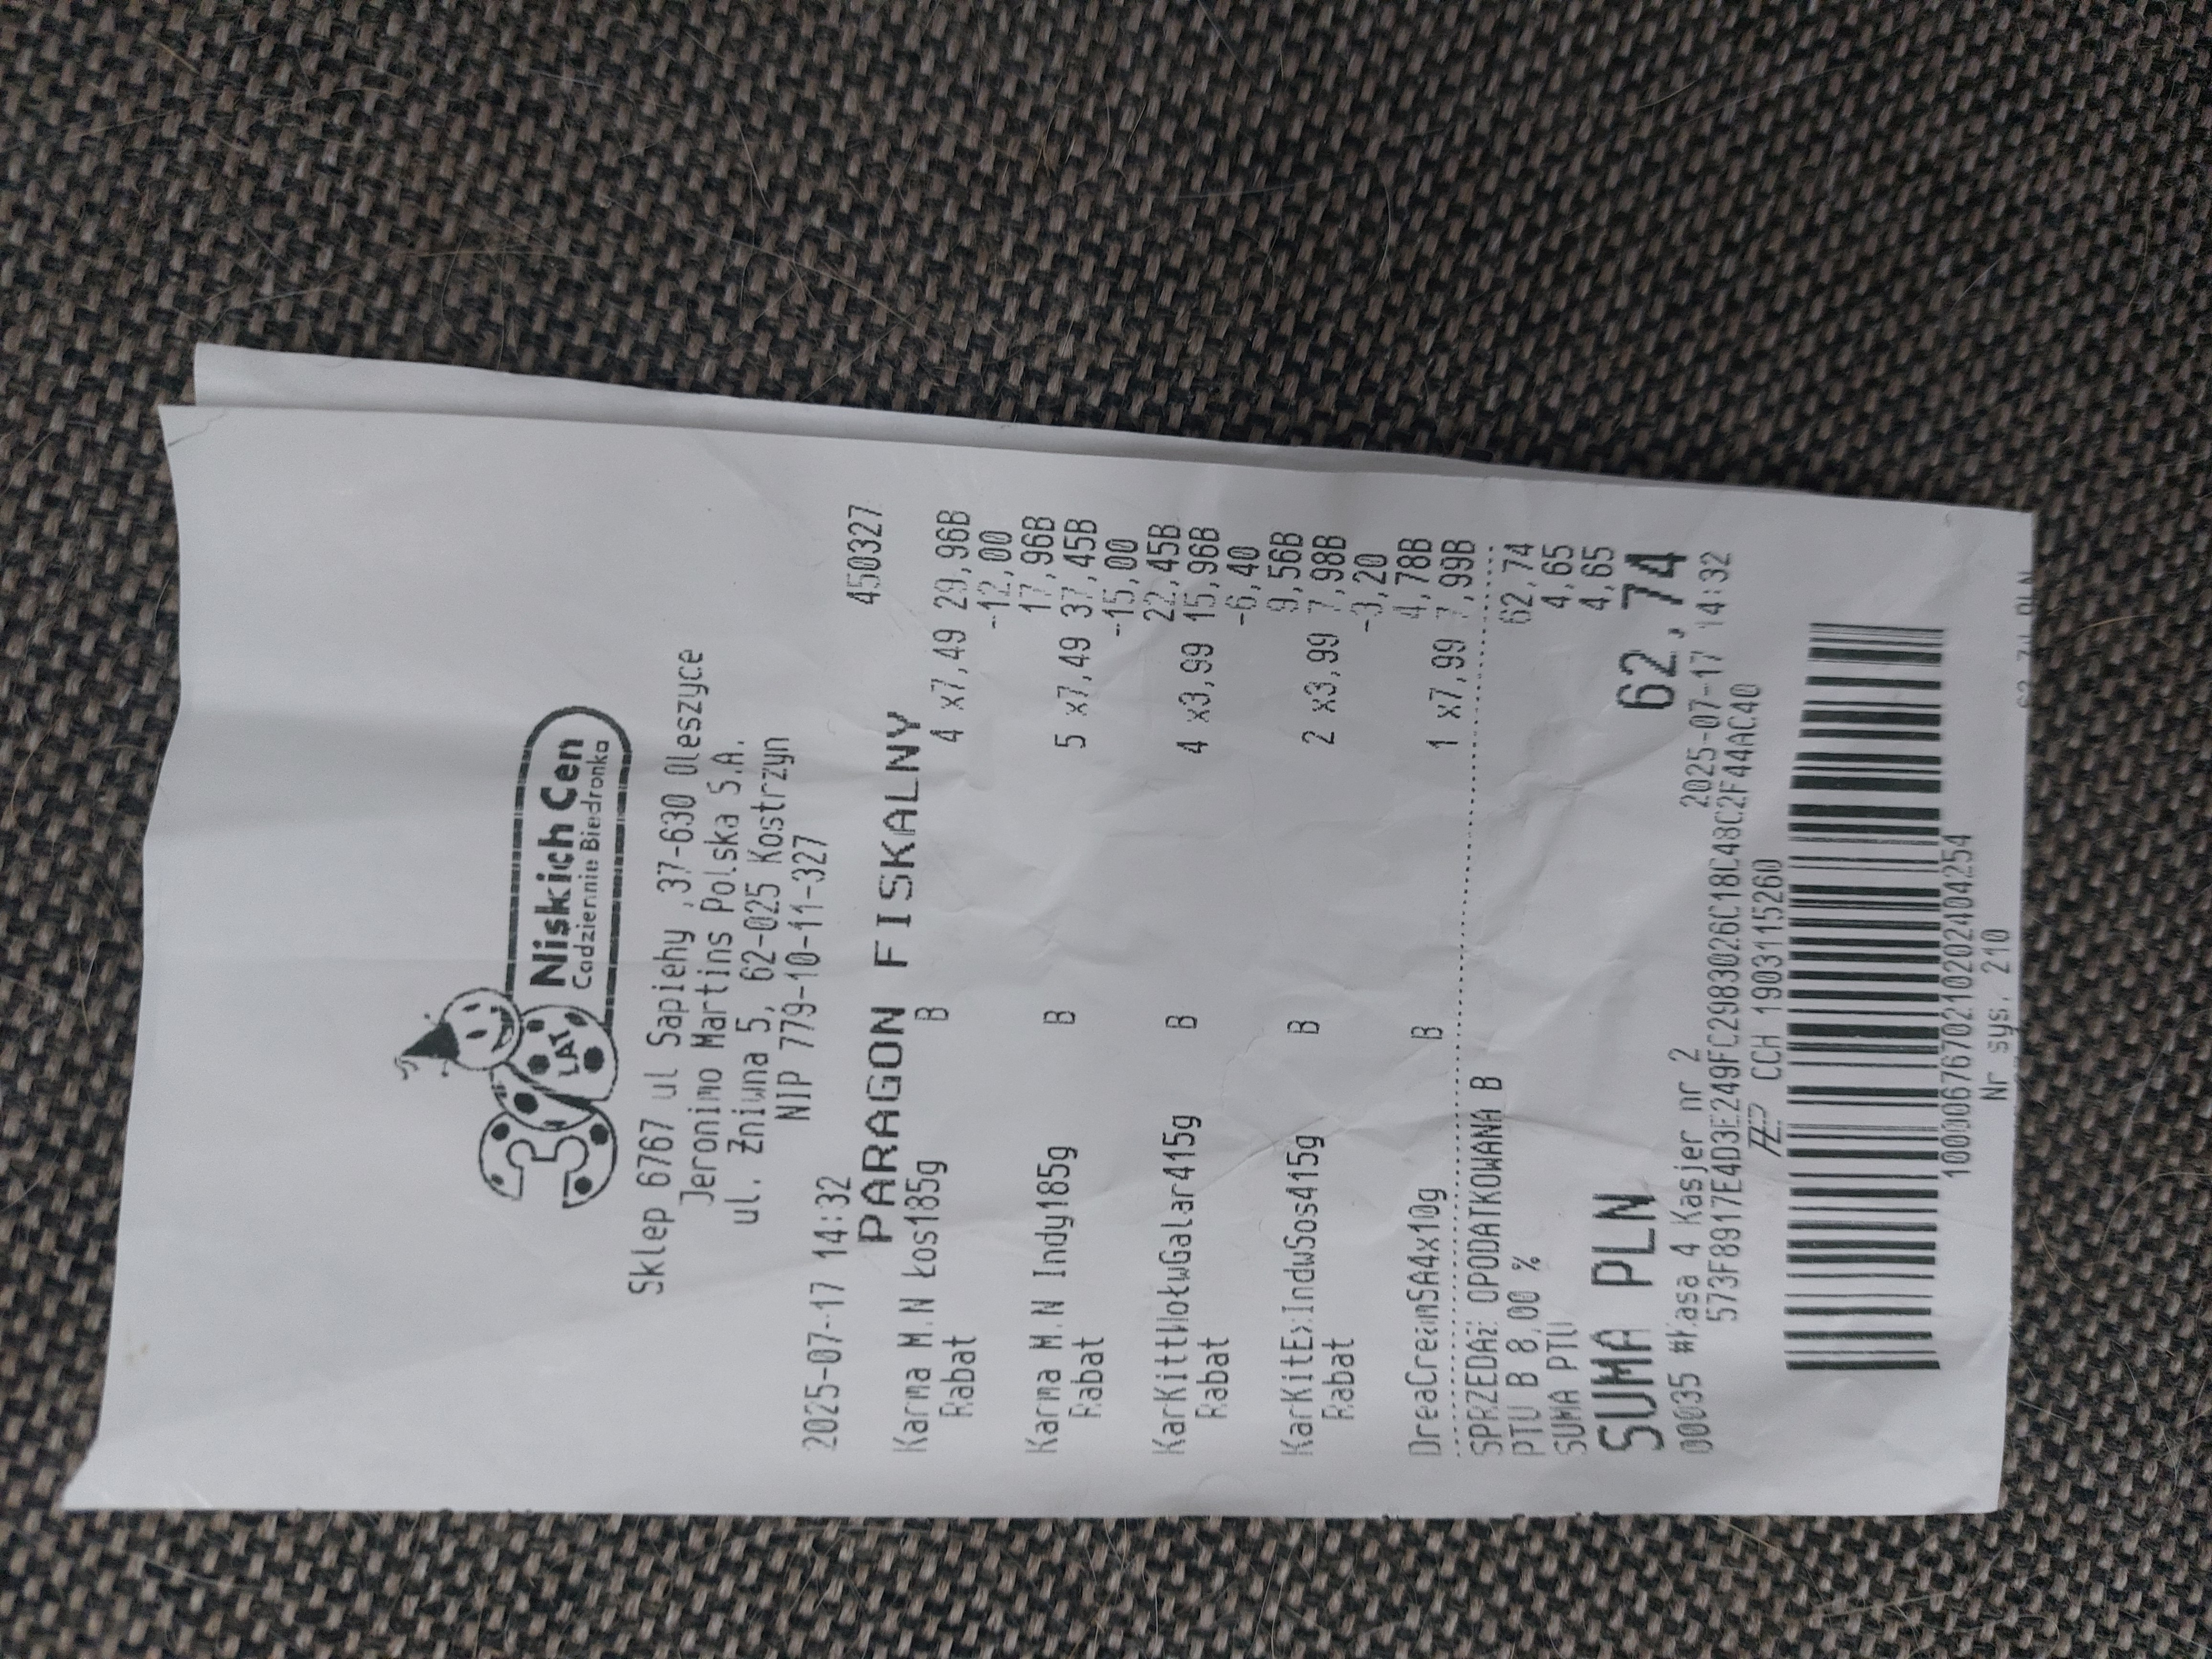 30 LAT
Niskich Cen
Codziennie Biedronka
Sklep 6767 ul Sapiehy ,37-630 Oleszyce
Jeronimo Martins Polska S.A.
ul. Żniwna 5, 62-025 Kostrzyn
NIP 779-10-11-327
2025-07-17 14:32 450327
PARAGON FISKALNY
Karma M.N Łos185g B 4 x7,49 29,96B
Rabat -12,00
17,96B
Karma M.N Indy185g B 5 x7,49 37,45B
Rabat -15,00
22,45B
KarKittWołwGalar415g B 4 x3,99 15,96B
Rabat -6,40
9,56B
KarKitExIndwSos415g B 2 x3,99 7,98B
Rabat -3,20
4,78B
DreaCreamSA4x10g B 1 x7,99 7,99B
SPRZEDAŻ OPODATKOWANA B 62,74
PTU B 8,00 % 4,65
SUMA PTU 4,65
SUMA PLN 62,74
00035 #Kasa 4 Kasjer nr 2 2025-07-17 14:32
573F8917E4D3E249FC2983026C18C48C2F44AC40
CCH 1903115260
1000067670210202404254
Nr sys. 210